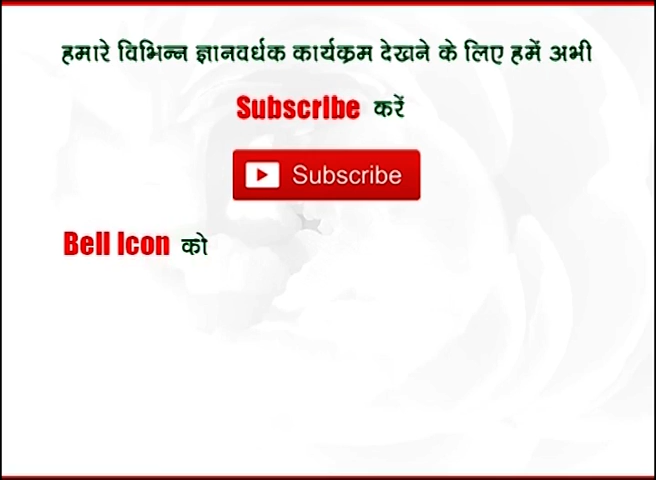 हमारे विभिन्न ज्ञानवर्धक कार्यक्रम देखने के लिए हमें अभी
Subscribe करें
Subscribe
Bell Icon को